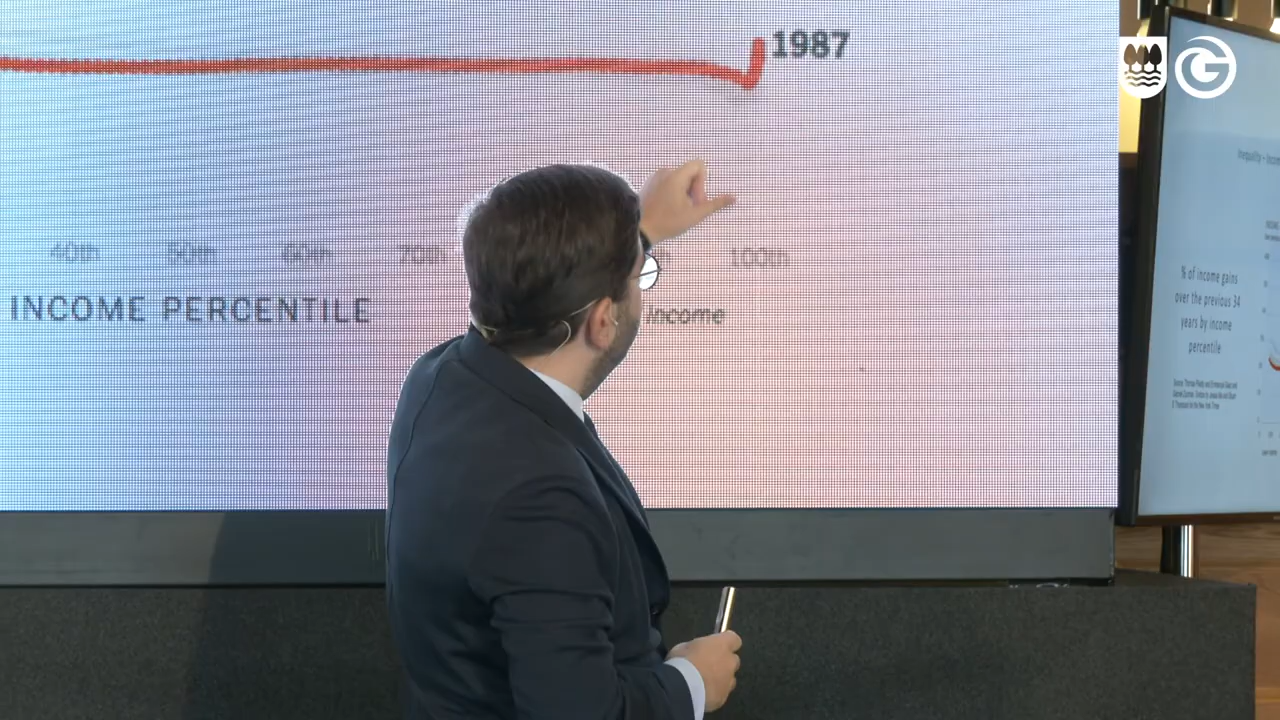 1987
40th 50th 60th 70th 100th
INCOME PERCENTILE
Income
% of income gains
over the previous 34
years by income
percentile